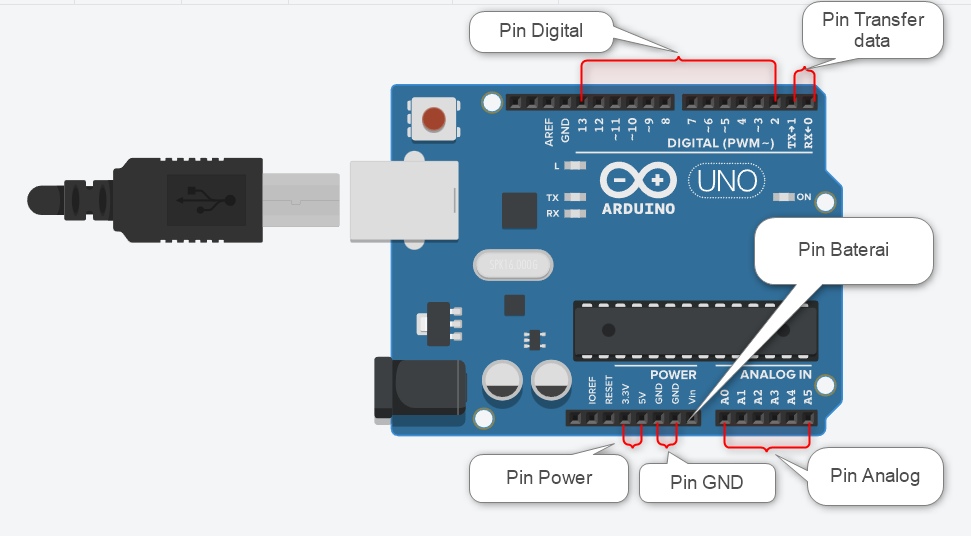 Pin Digital
Pin Transfer
data
AREF
GND
13
12
~11
~10
~9
8
7
~6
~5
4
~3
2
TX→1
RX←0
DIGITAL (PWM~)
L
TX
RX
ARDUINO
UNO
ON
SPK16.000G
Pin Baterai
POWER
ANALOG IN
IOREF
RESET
3.3V
5V
GND
GND
Vin
A0
A1
A2
A3
A4
A5
Pin Power
Pin GND
Pin Analog